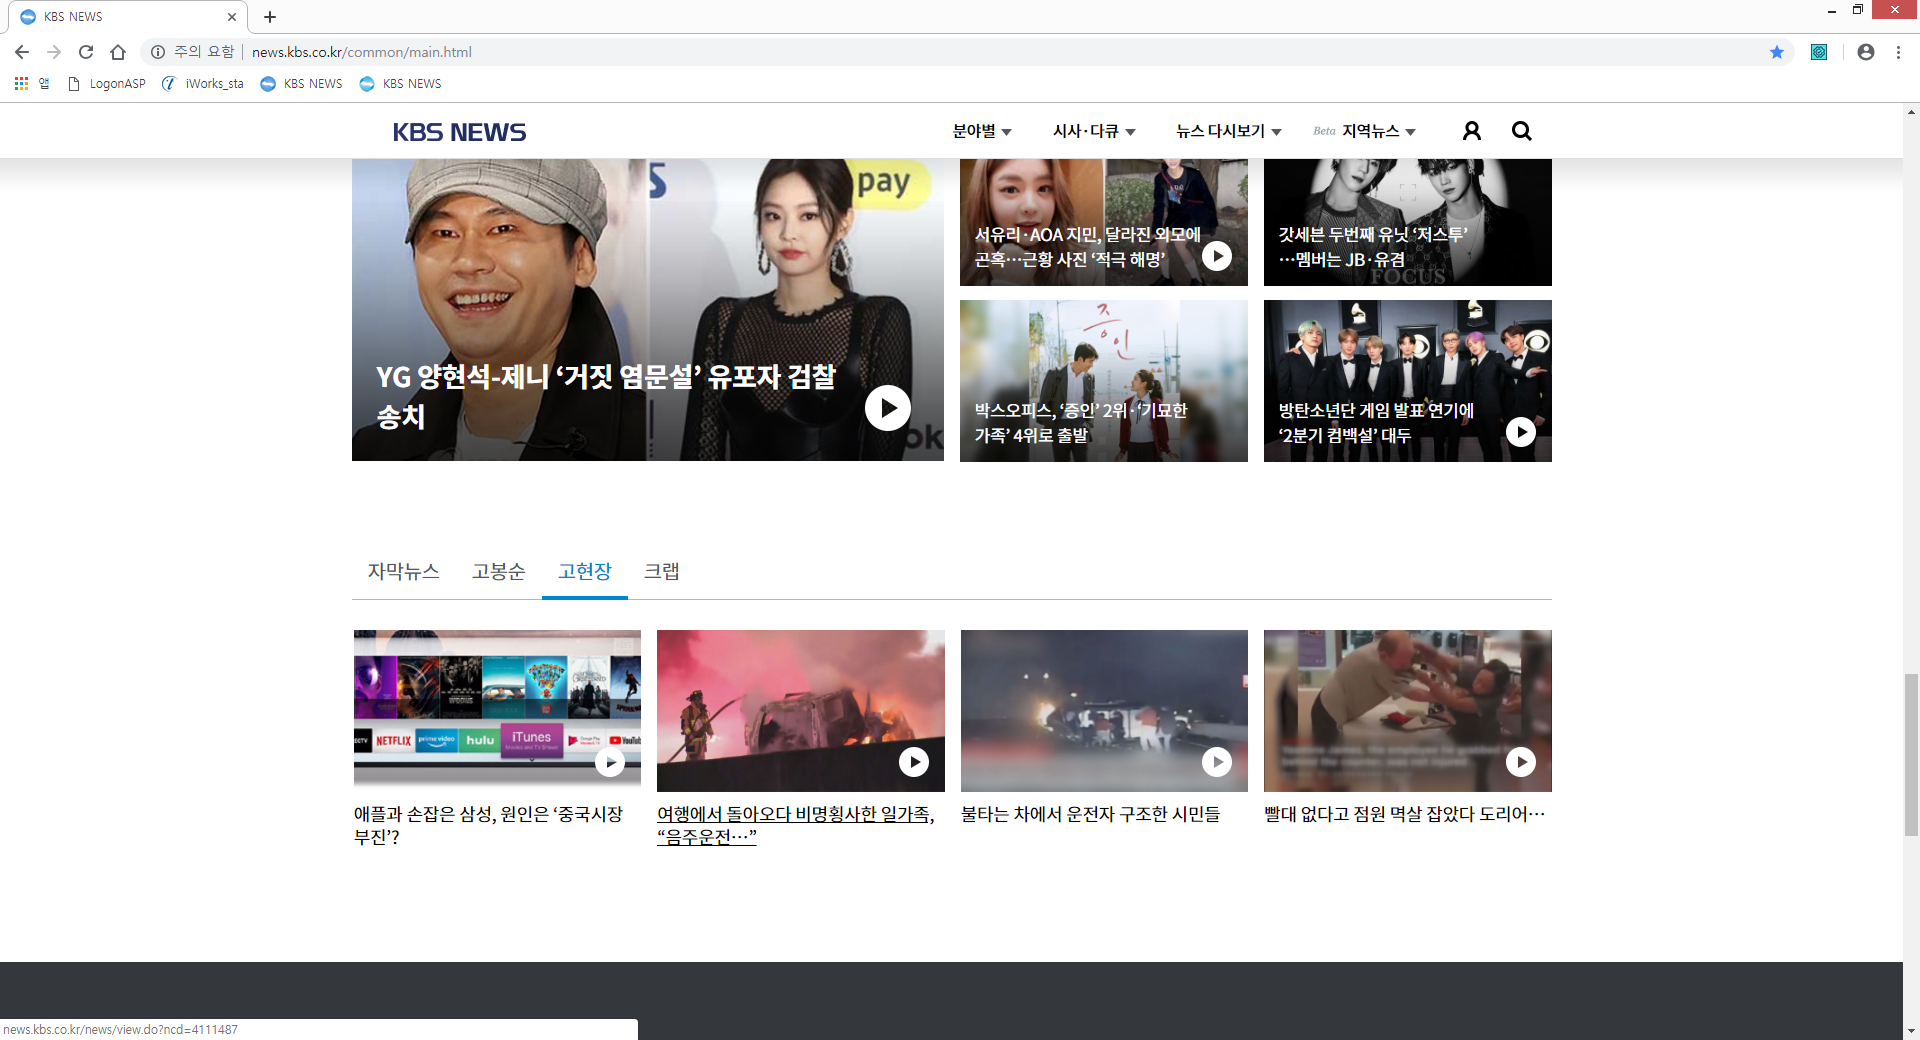 KBS NEWS
주의 요함
news.kbs.co.kr/common/main.html
앱
LogonASP
iWorks_sta
KBS NEWS
KBS NEWS
KBS NEWS
분야별
시사·다큐
뉴스 다시보기
Beta 지역뉴스
pay
YG 양현석-제니 ‘거짓 염문설’ 유포자 검찰
송치
서유리·AOA 지민, 달라진 외모에
곤혹…근황 사진 ‘적극 해명’
갓세븐 두번째 유닛 ‘저스투’
…멤버는 JB·유겸
FOCUS
증인
박스오피스, ‘증인’ 2위·‘기묘한
가족’ 4위로 출발
방탄소년단 게임 발표 연기에
‘2분기 컴백설’ 대두
자막뉴스
고봉순
고현장
크랩
NETFLIX
prime video
hulu
iTunes
Movies and TV Shows
애플과 손잡은 삼성, 원인은 ‘중국시장
부진’?
여행에서 돌아오다 비명횡사한 일가족,
“음주운전…”
불타는 차에서 운전자 구조한 시민들
빨대 없다고 점원 멱살 잡았다 도리어…
news.kbs.co.kr/news/view.do?ncd=4111487